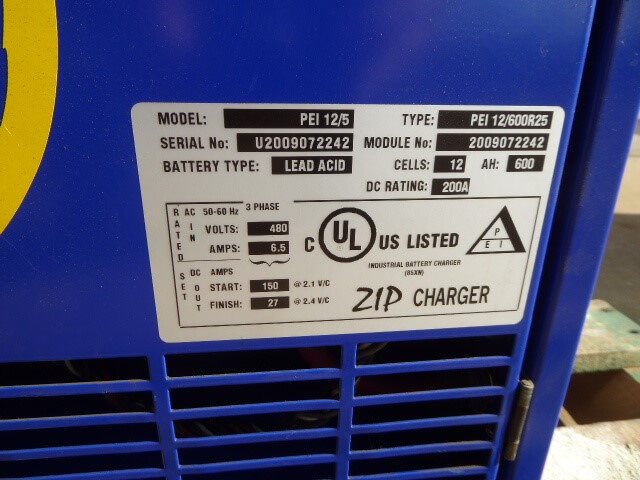 MODEL: PEI 12/5 TYPE: PEI 12/600R25
SERIAL No: U2009072242 MODULE No: 2009072242
BATTERY TYPE: LEAD ACID CELLS: 12 AH: 600
DC RATING: 200A
RATED AC IN 50-60 Hz 3 PHASE
VOLTS: 480
AMPS: 6.5
SET DC OUT AMPS
START: 150 @ 2.1 V/C
FINISH: 27 @ 2.4 V/C
C UL US LISTED
INDUSTRIAL BATTERY CHARGER
(85XN)
P
E I
ZIP CHARGER